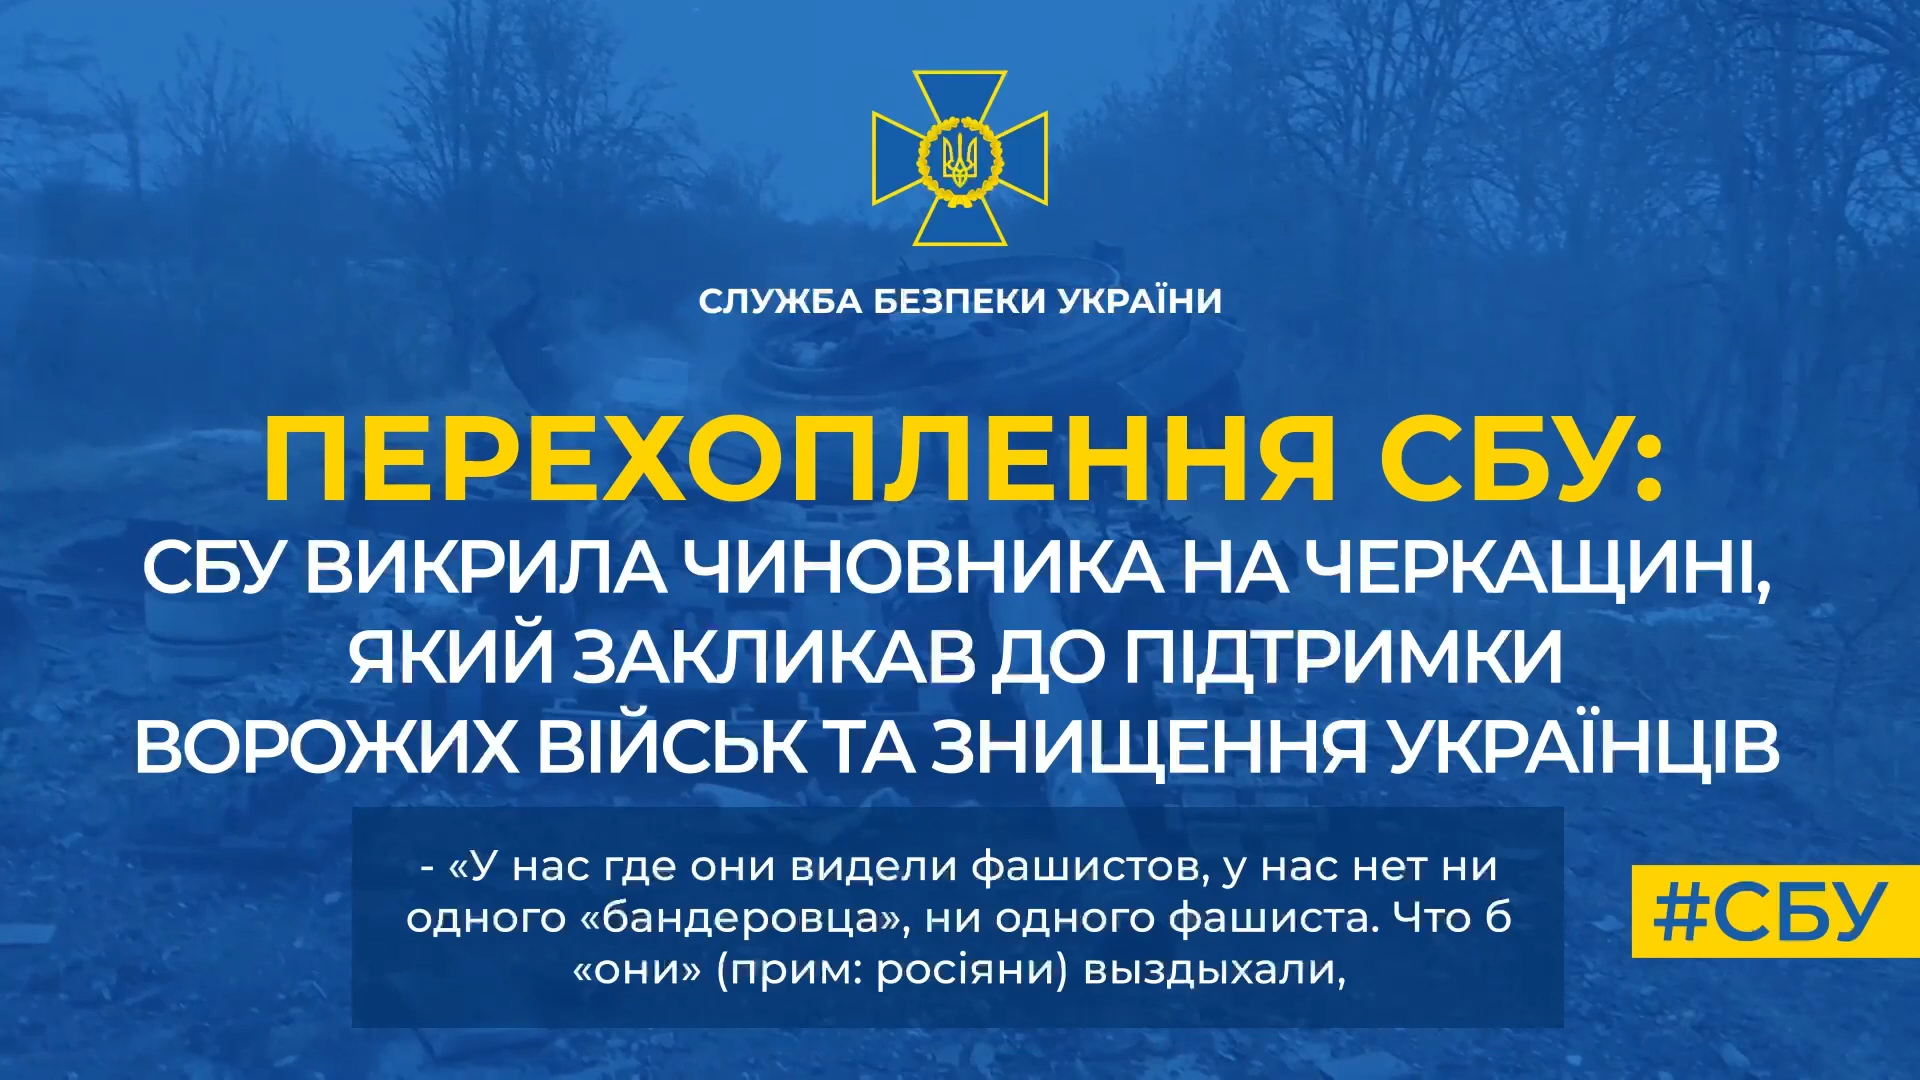 СЛУЖБА БЕЗПЕКИ УКРАЇНИ
ПЕРЕХОПЛЕННЯ СБУ:
СБУ ВИКРИЛА ЧИНОВНИКА НА ЧЕРКАЩИНІ,
ЯКИЙ ЗАКЛИКАВ ДО ПІДТРИМКИ
ВОРОЖИХ ВІЙСЬК ТА ЗНИЩЕННЯ УКРАЇНЦІВ
- «У нас где они видели фашистов, у нас нет ни
одного «бандеровца», ни одного фашиста. Что б
«они» (прим: росіяни) выздыхали,
#СБУ